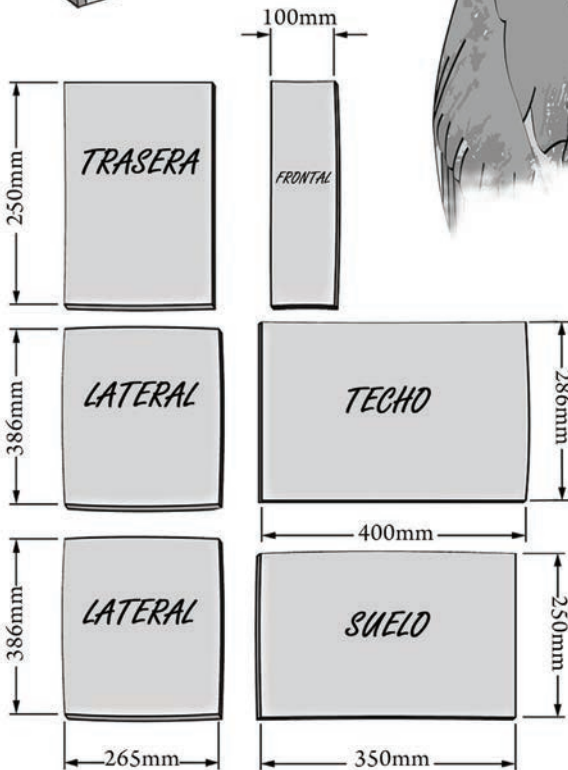 100mm
250mm
TRASERA
FRONTAL
386mm
LATERAL
TECHO
286mm
400mm
386mm
LATERAL
SUELO
250mm
265mm
350mm